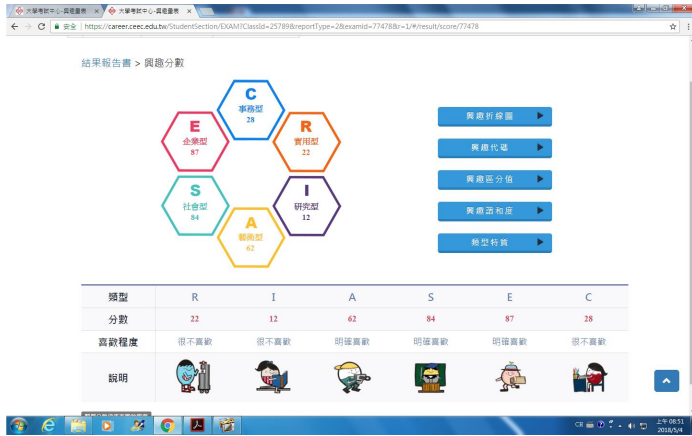 大學考試中心-興趣量表
大學考試中心-興趣量表
安全 | https://career.ceec.edu.tw/StudentSection/EXAM?ClassId=25789&reportType=2&examid=77478&r=1/#/result/score/77478
結果報告書 > 興趣分數
C
事務型
28
E
企業型
87
R
實用型
22
S
社會型
84
I
研究型
12
A
藝術型
62
興趣折線圖
興趣代碼
興趣區分值
興趣諧和度
類型特質
類型 R I A S E C
分數 22 12 62 84 87 28
喜歡程度 很不喜歡 很不喜歡 明確喜歡 明確喜歡 明確喜歡 很不喜歡
說明
CH
上午 08:51
2018/5/4